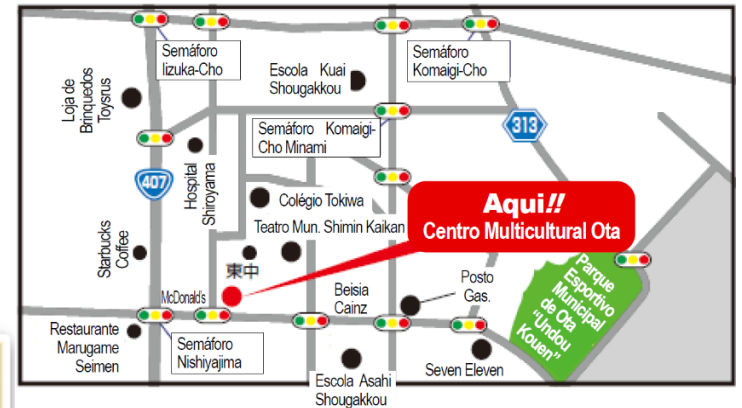 Semáforo
Iizuka-Cho
Semáforo
Komaigi-Cho
Loja de
Brinquedos
Toysrus
Escola Kuai
Shougakkou
313
Semáforo Komaigi-
Cho Minami
407
Hospital
Shiroyama
Colégio Tokiwa
Teatro Mun. Shimin Kaikan
Aqui!!
Centro Multicultural Ota
Starbucks
Coffee
東中
McDonald's
Beisia
Cainz
Posto
Gas.
Parque
Esportivo
Municipal
de Ota
"Undou
Kouen"
Restaurante
Marugame
Seimen
Semáforo
Nishiyajima
Escola Asahi
Shougakkou
Seven Eleven